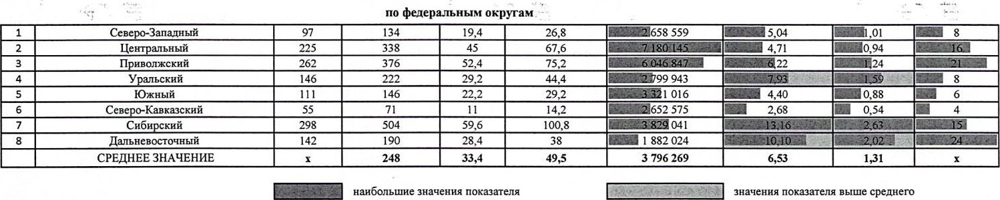 по федеральным округам
1 Северо-Западный 97 134 19,4 26,8 2 658 559 5,04 1,01 8
2 Центральный 225 338 45 67,6 7 180 145 4,71 0,94 16
3 Приволжский 262 376 52,4 75,2 6 046 847 6,22 1,24 21
4 Уральский 146 222 29,2 44,4 2 799 943 7,93 1,59 8
5 Южный 111 146 22,2 29,2 3 321 016 4,40 0,88 6
6 Северо-Кавказский 55 71 11 14,2 2 652 575 2,68 0,54 4
7 Сибирский 298 504 59,6 100,8 3 829 041 13,16 2,63 15
8 Дальневосточный 142 190 28,4 38 1 882 024 10,10 2,02 24
СРЕДНЕЕ ЗНАЧЕНИЕ х 248 33,4 49,5 3 796 269 6,53 1,31 х
наибольшие значения показателя значения показателя выше среднего